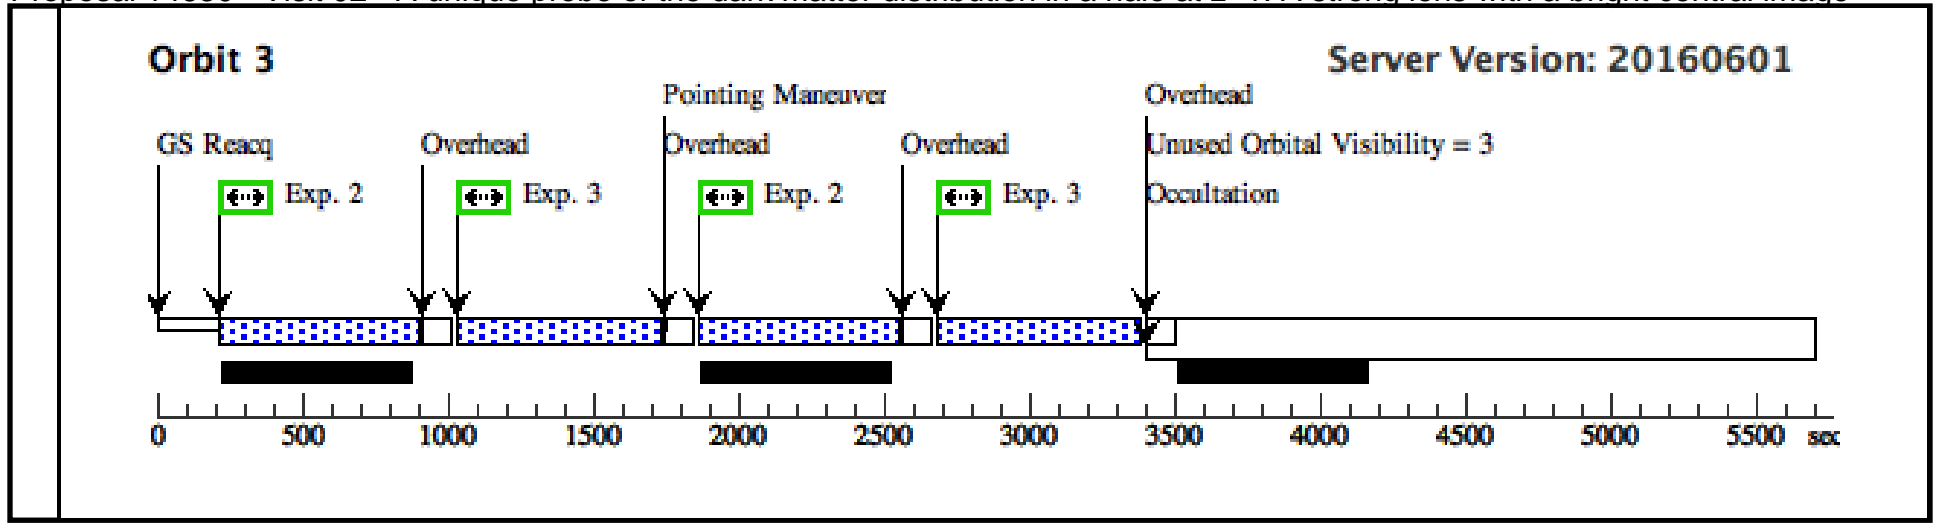 Orbit 3
Server Version: 20160601
Pointing Maneuver
Overhead
GS Reacq
Overhead
Overhead
Overhead
Unused Orbital Visibility = 3
Exp. 2
Exp. 3
Exp. 2
Exp. 3
Occultation
0 500 1000 1500 2000 2500 3000 3500 4000 4500 5000 5500 sec